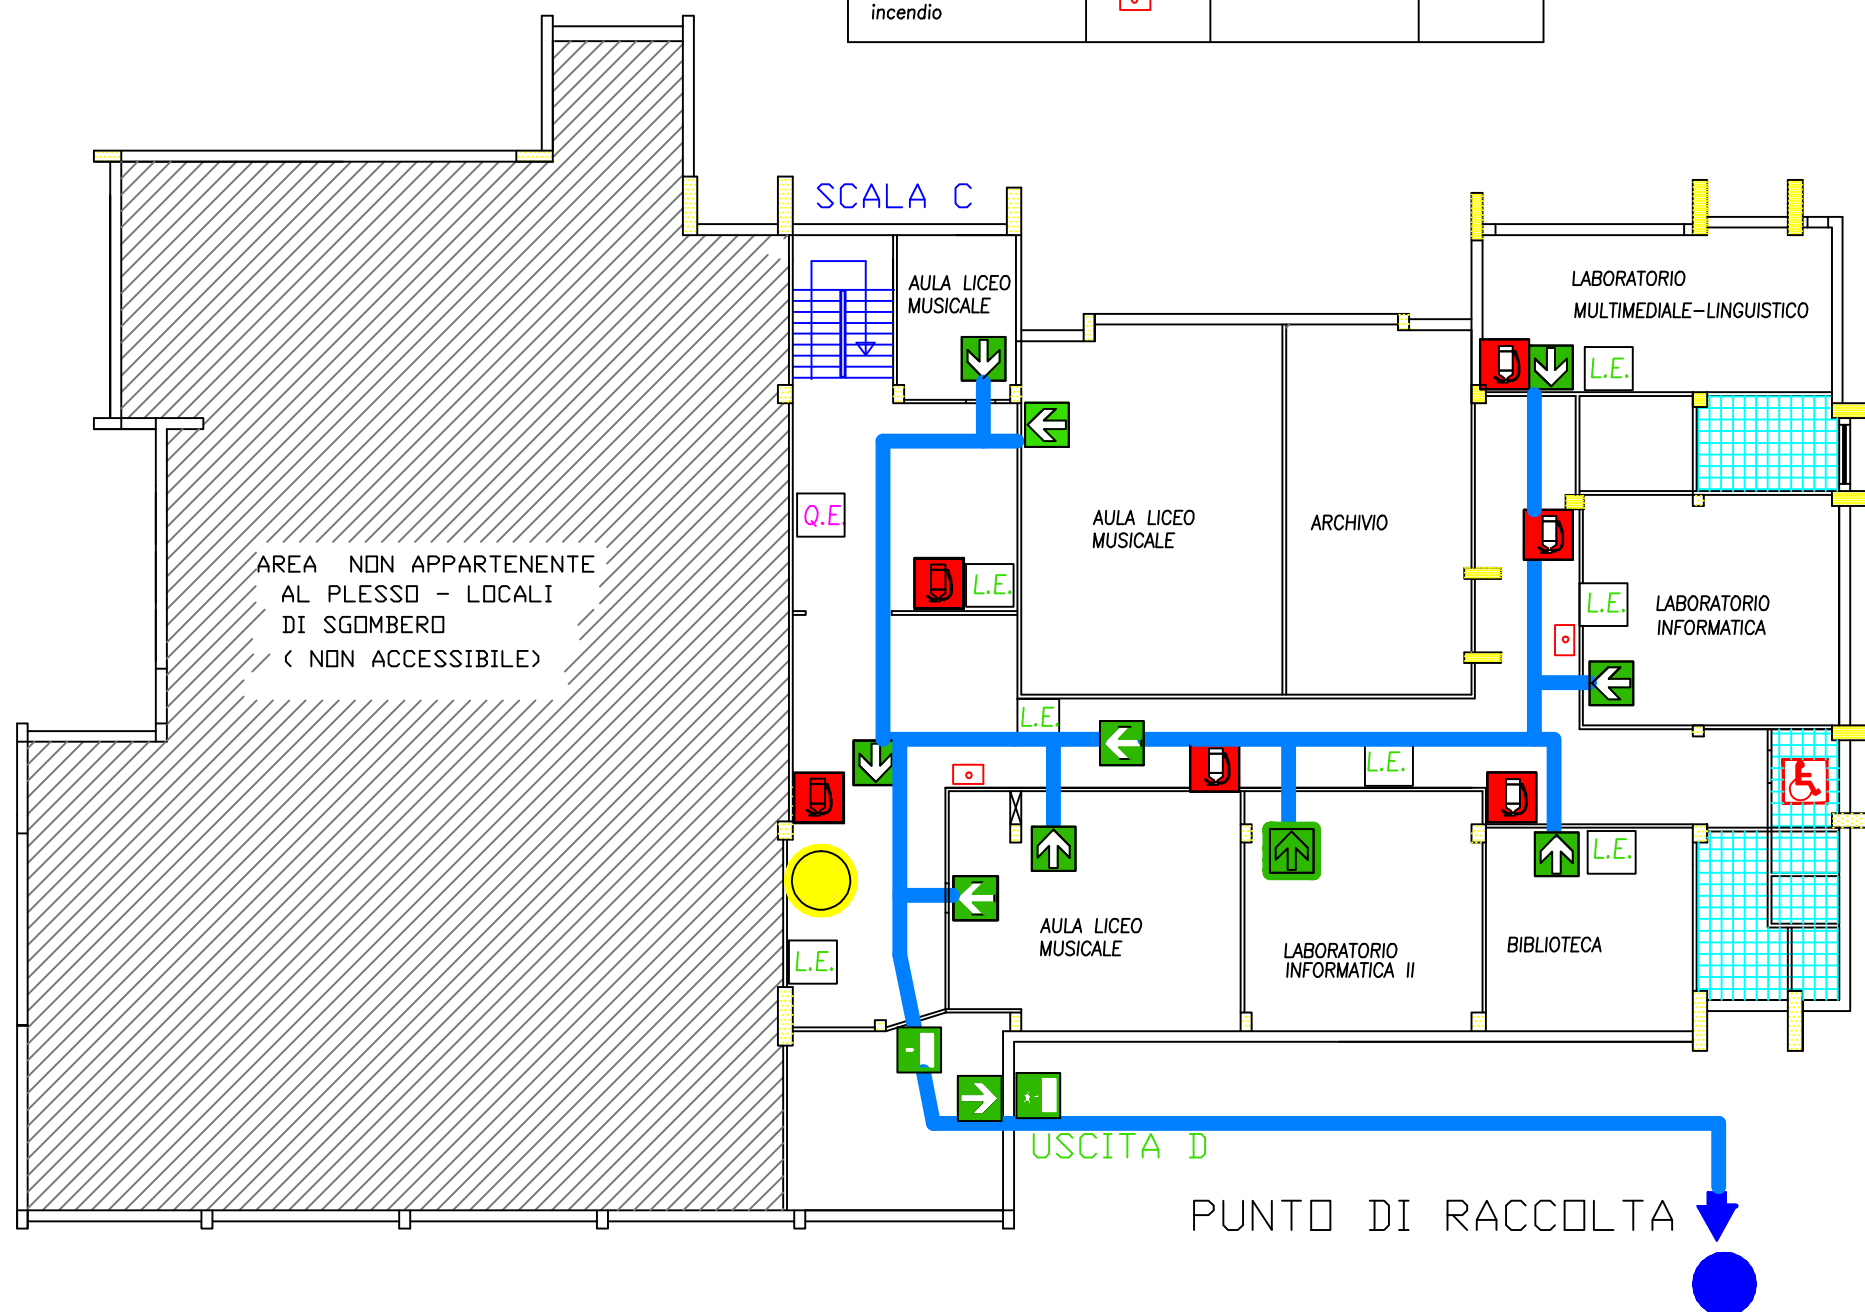 incendio
SCALA C
AULA LICEO
MUSICALE
LABORATORIO
MULTIMEDIALE-LINGUISTICO
L.E.
Q.E.
AULA LICEO
MUSICALE
ARCHIVIO
AREA NON APPARTENENTE
AL PLESSO - LOCALI
DI SGOMBERO
( NON ACCESSIBILE)
L.E.
L.E.
LABORATORIO
INFORMATICA
L.E.
L.E.
L.E.
AULA LICEO
MUSICALE
LABORATORIO
INFORMATICA II
BIBLIOTECA
L.E.
USCITA D
PUNTO DI RACCOLTA